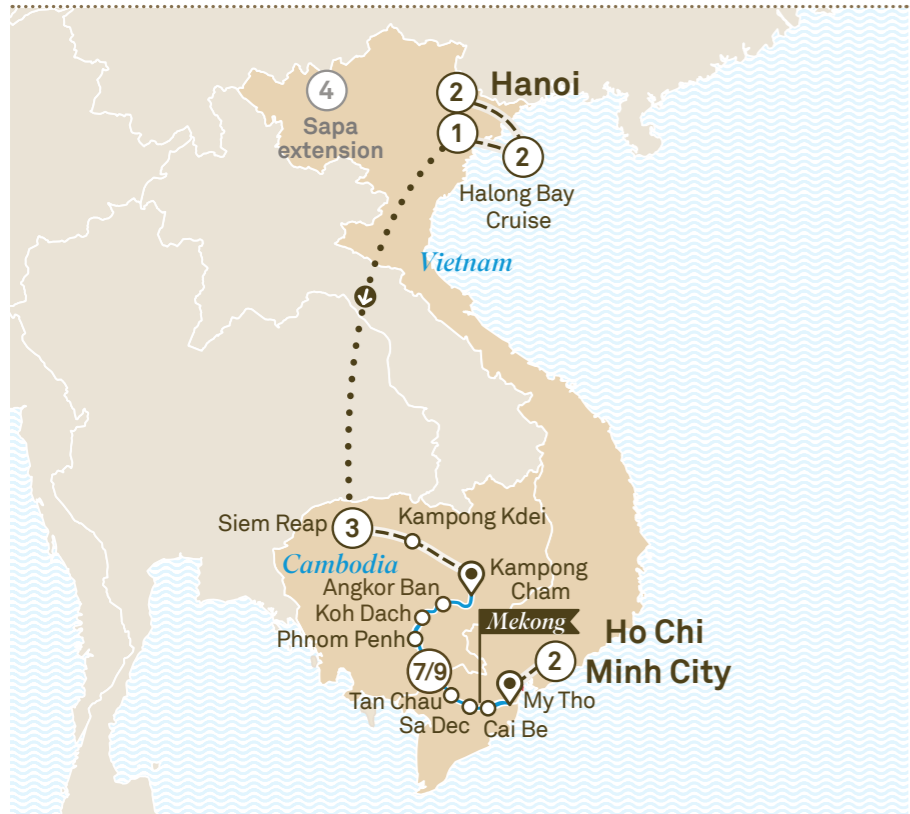 2
Hanoi
4
Sapa
extension
1
2
Halong Bay
Cruise
Vietnam
Siem Reap
3
Kampong Kdei
Cambodia
Kampong
Cham
Angkor Ban
Koh Dach
Phnom Penh
Mekong
Ho Chi
Minh City
2
7/9
Tan Chau
My Tho
Sa Dec
Cai Be